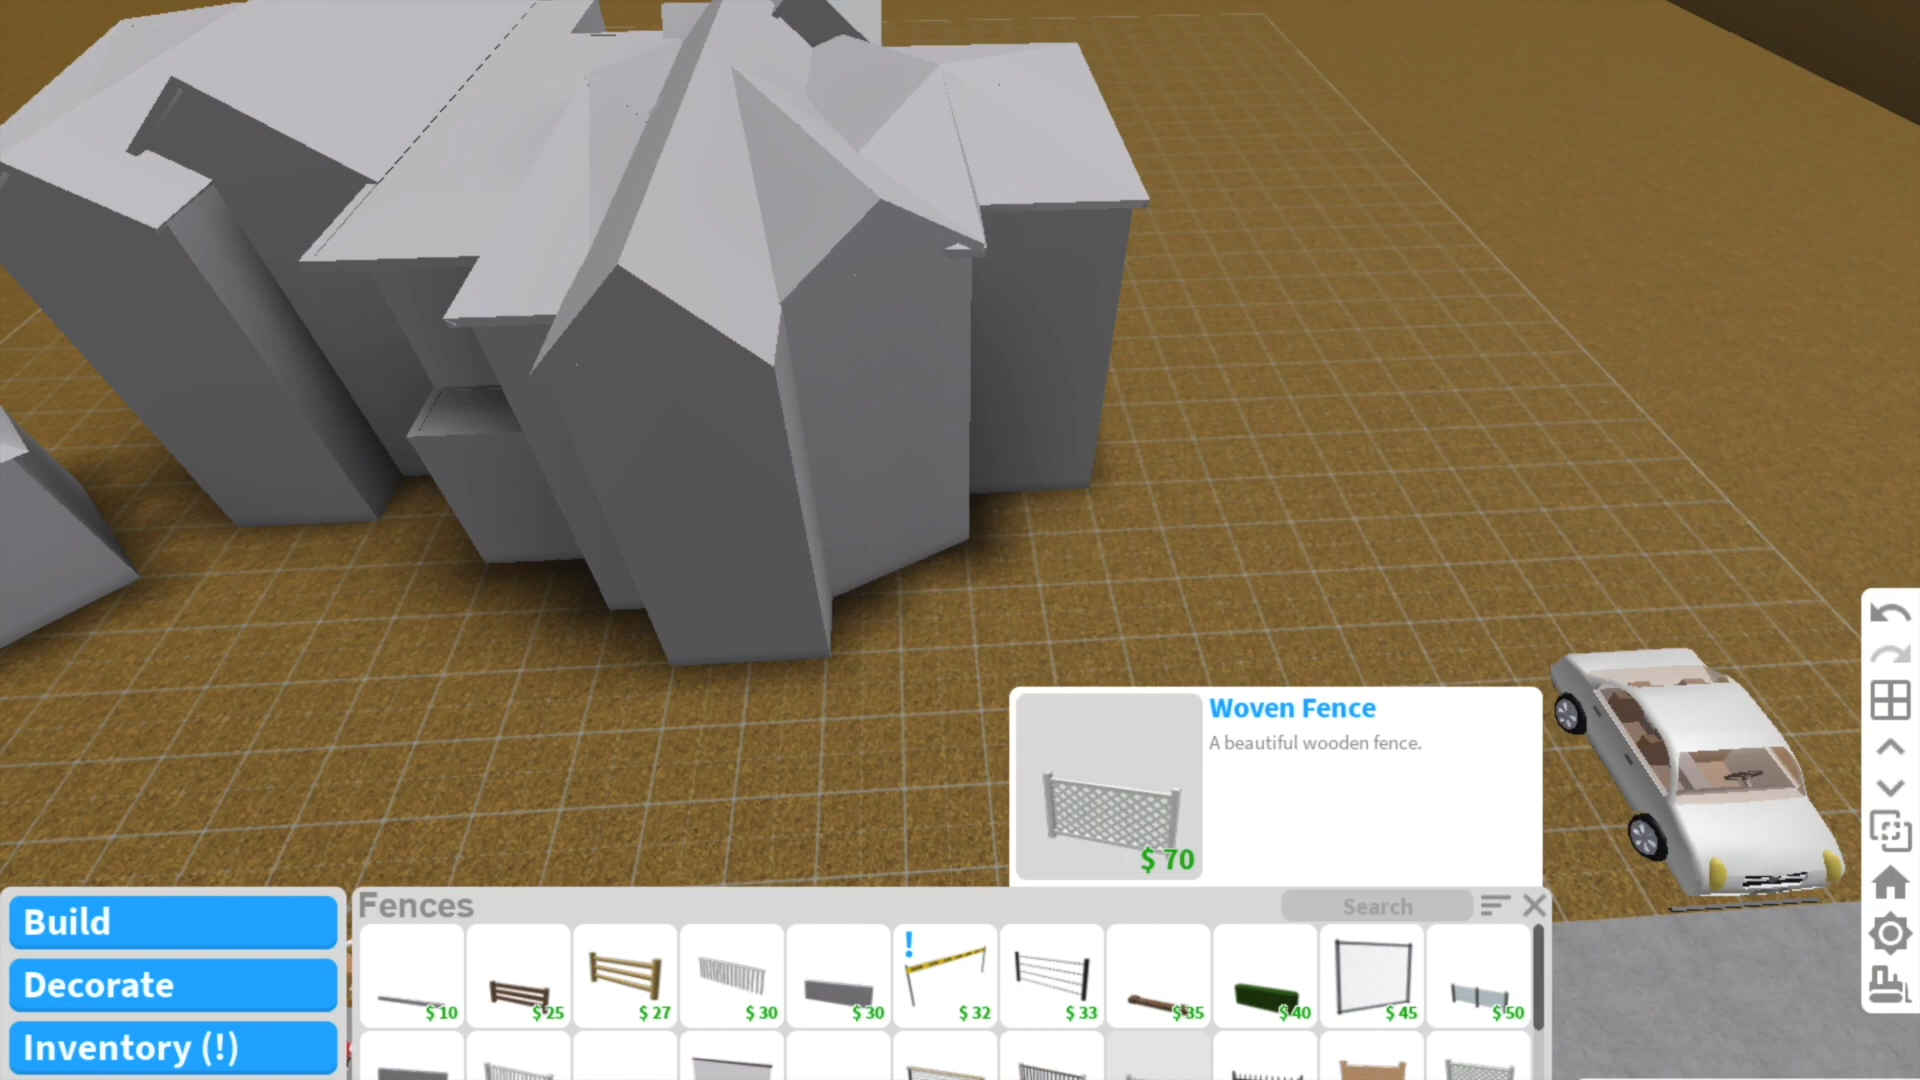 Woven Fence
A beautiful wooden fence.
$ 70
Build
Decorate
Inventory (!)
Fences
Search
!
$ 10
$ 25
$ 27
$ 30
$ 30
$ 32
$ 33
$ 35
$ 40
$ 45
$ 50